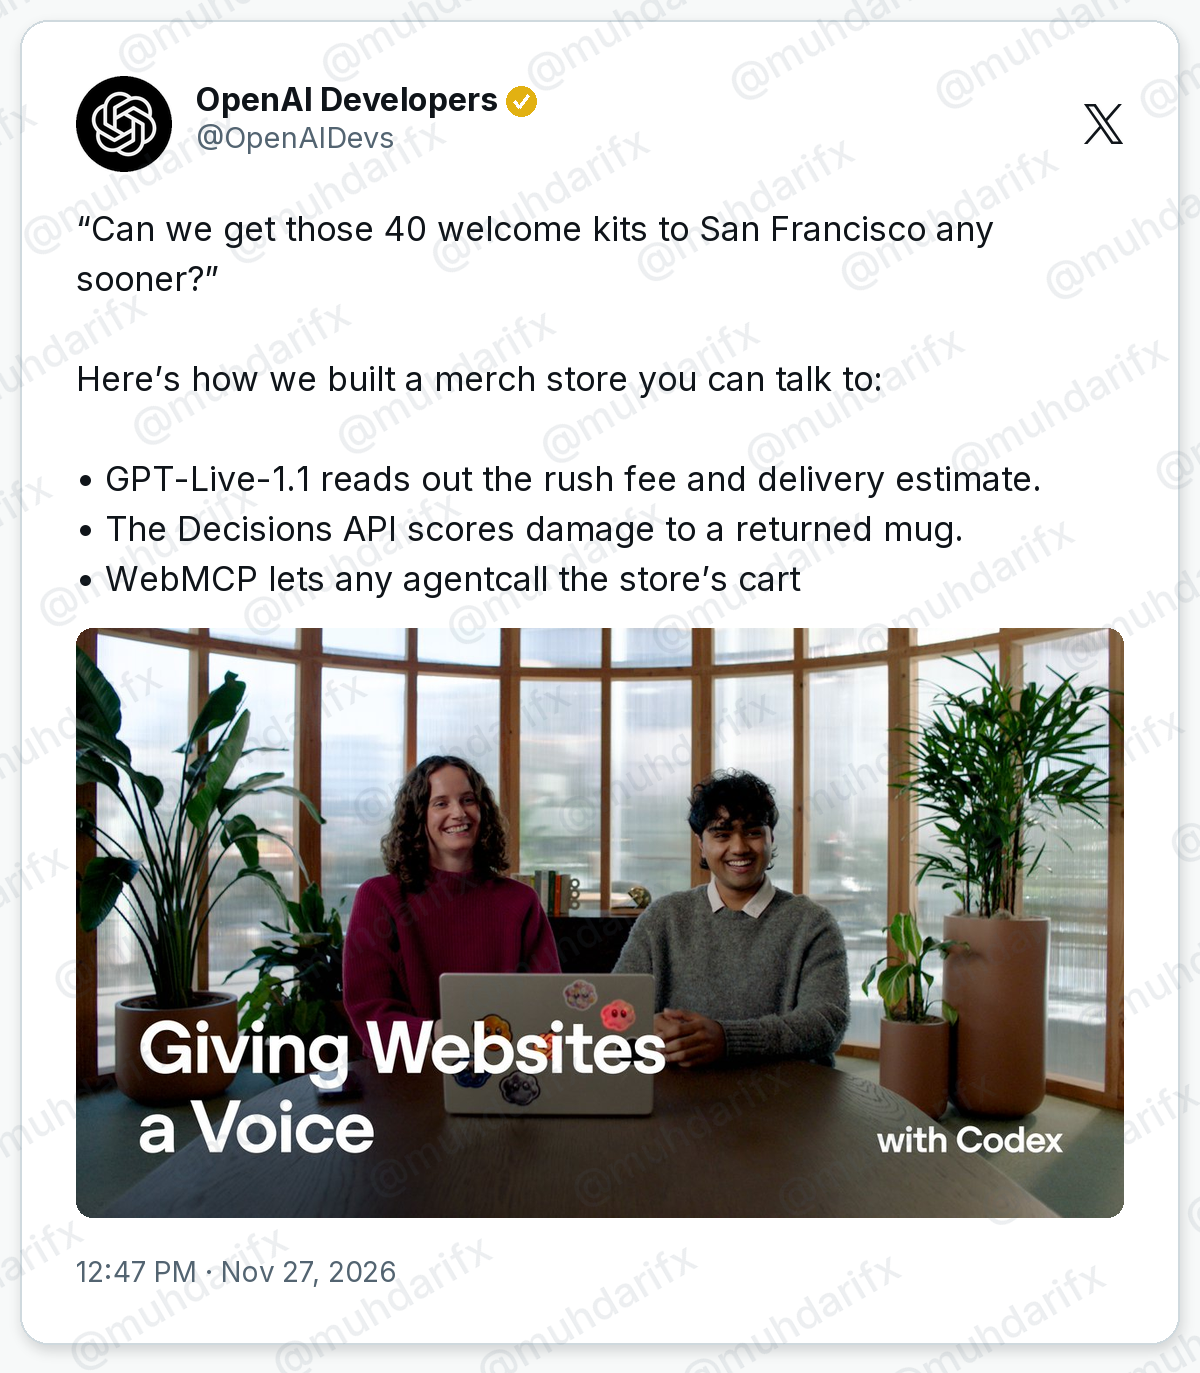 OpenAI Developers
@OpenAIDevs
“Can we get those 40 welcome kits to San Francisco any
sooner?”
Here’s how we built a merch store you can talk to:
• GPT-Live-1.1 reads out the rush fee and delivery estimate.
• The Decisions API scores damage to a returned mug.
• WebMCP lets any agentcall the store’s cart
Giving Websites
a Voice
with Codex
12:47 PM · Nov 27, 2026
@muhdarifx